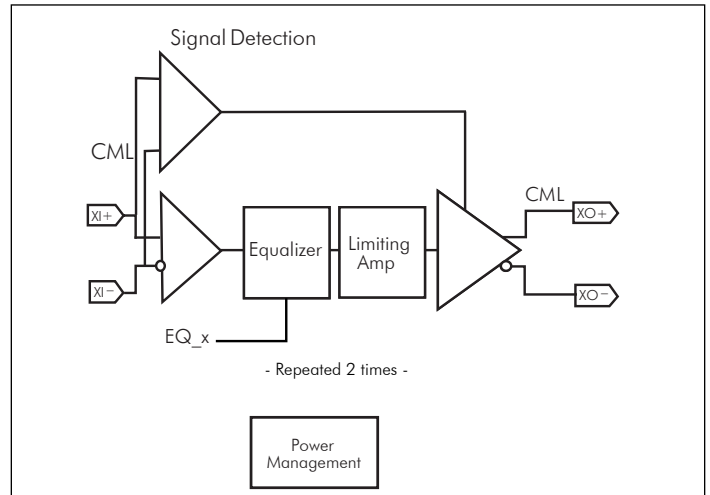 Signal Detection
CML
XI+
XI−
Equalizer
Limiting
Amp
CML
XO+
XO−
EQ_x
- Repeated 2 times -
Power
Management